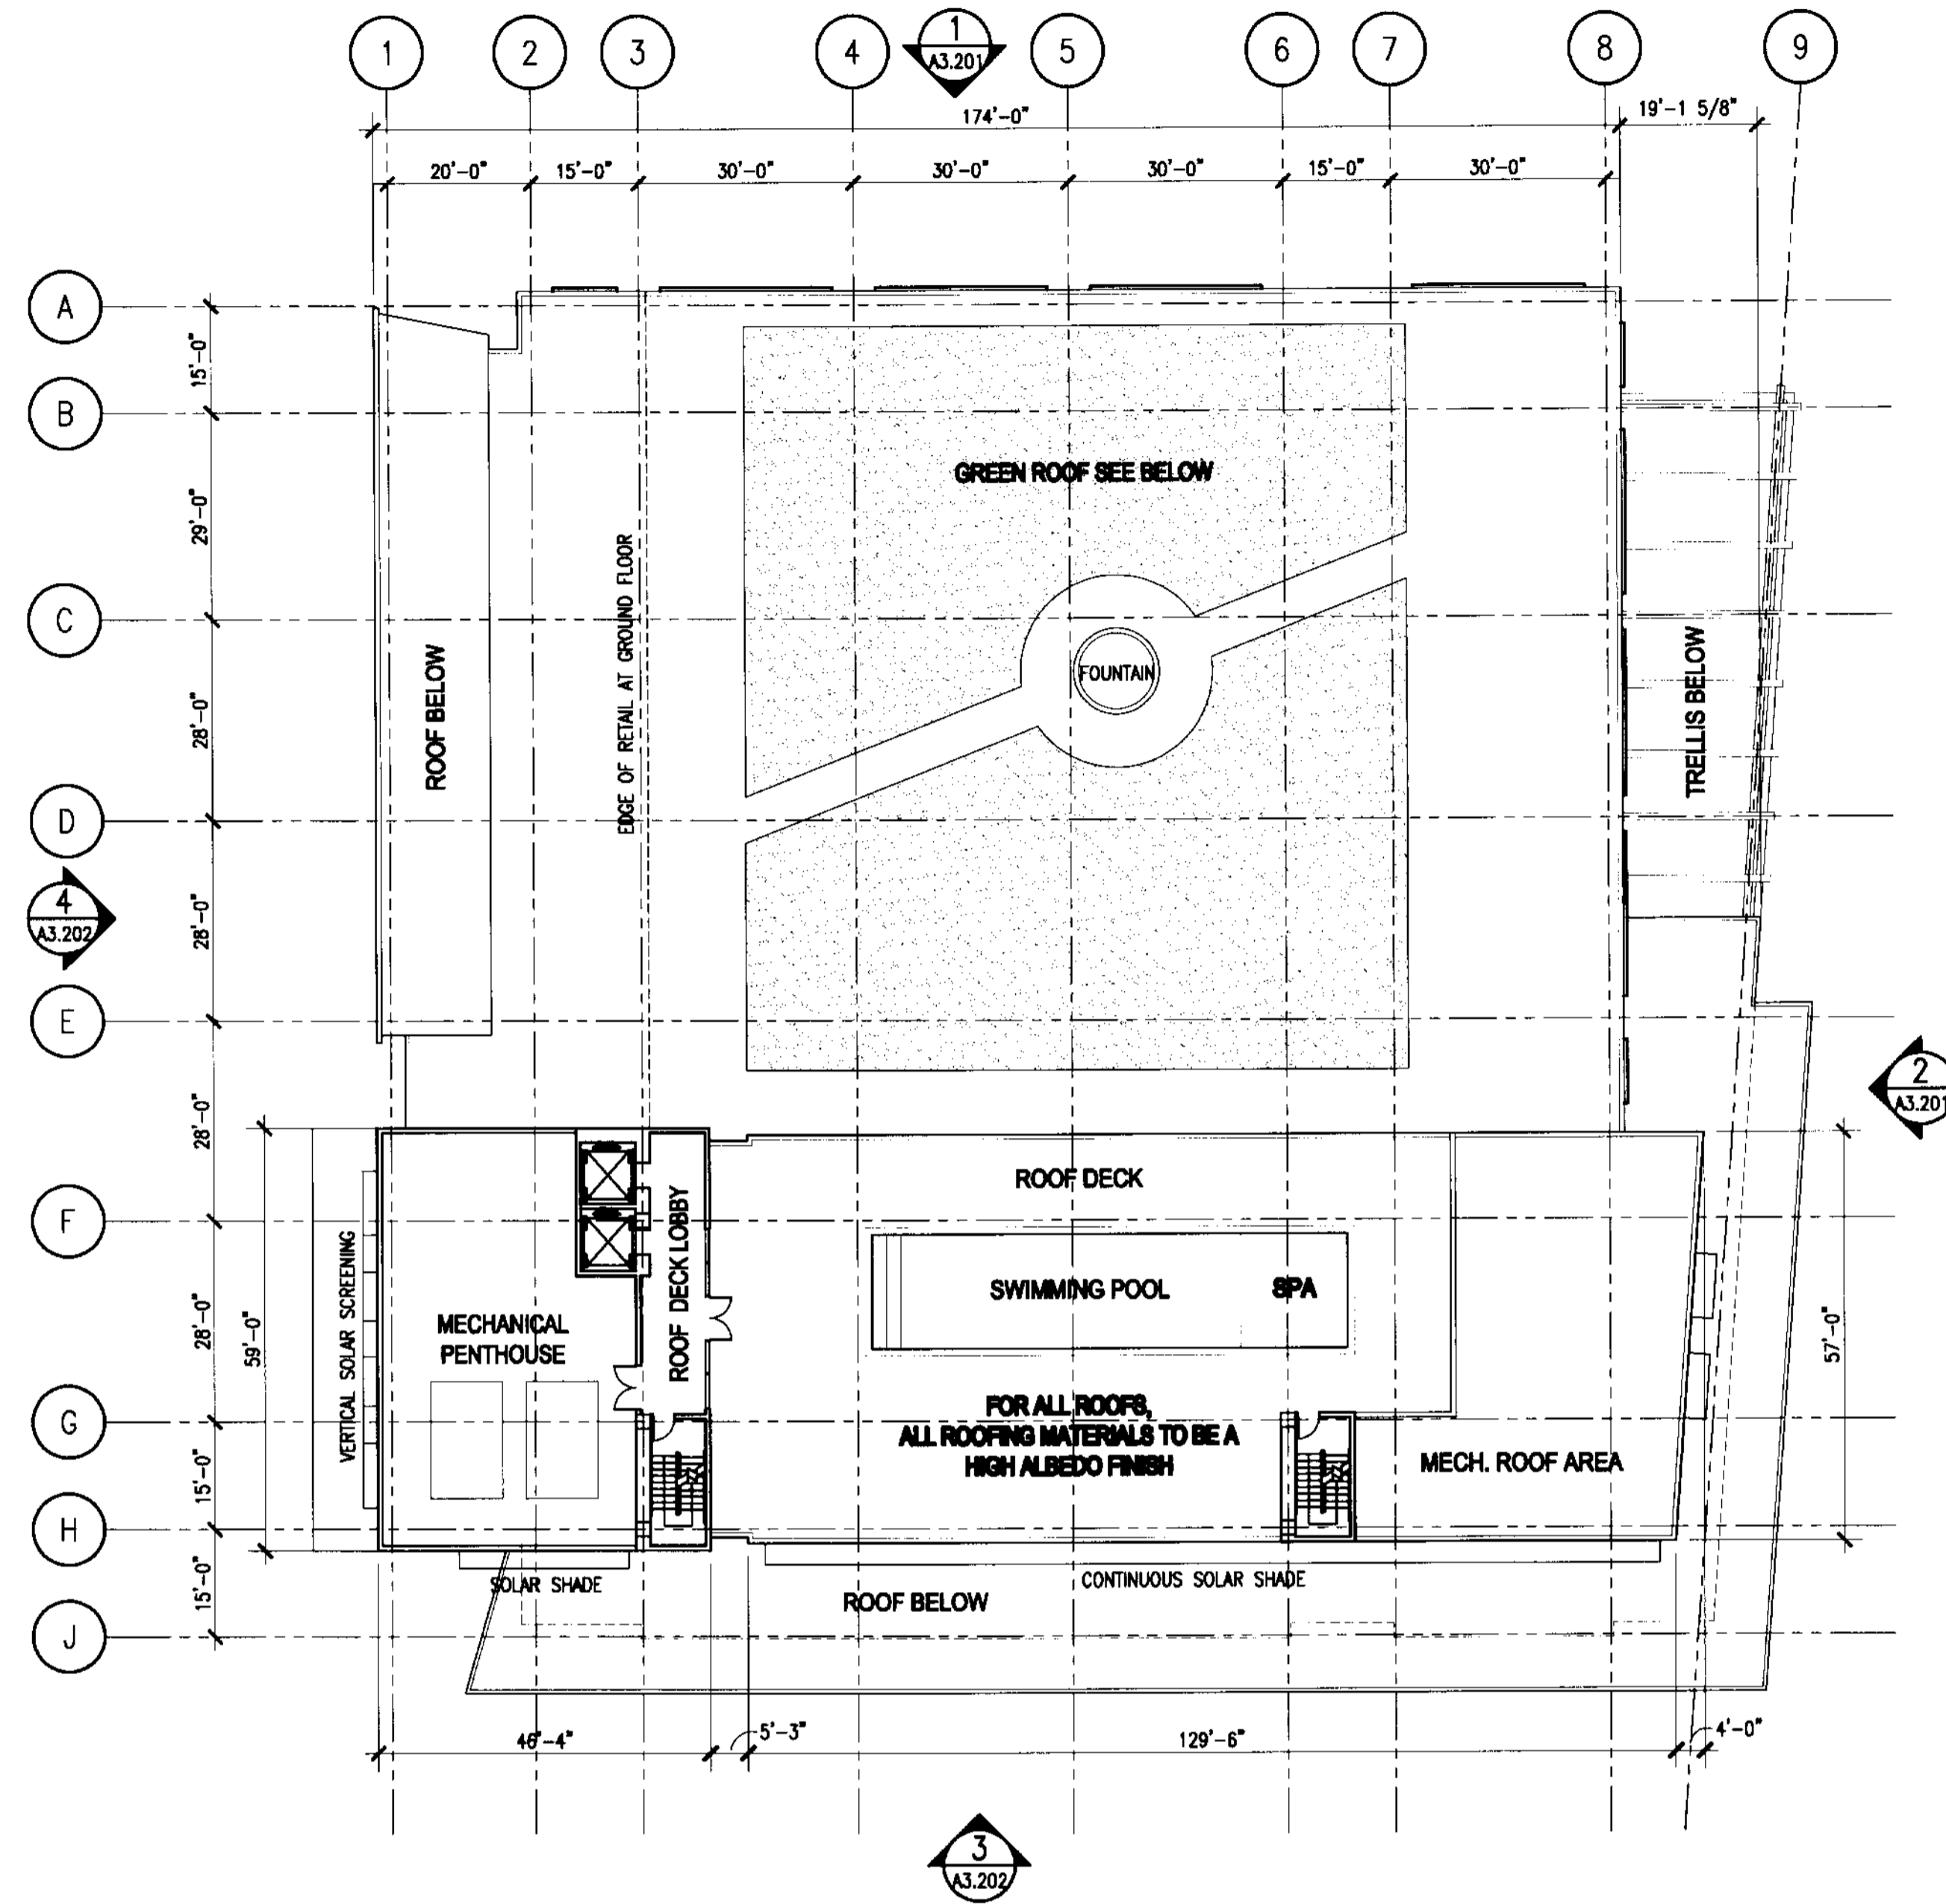 1
2
3
4
1
A3.201
5
6
7
8
9
174'-0"
19'-1 5/8"
20'-0"
15'-0"
30'-0"
30'-0"
30'-0"
15'-0"
30'-0"
A
15'-0"
B
29'-0"
C
28'-0"
D
28'-0"
4
A3.202
E
28'-0"
F
28'-0"
G
15'-0"
H
15'-0"
J
ROOF BELOW
EDGE OF RETAIL AT GROUND FLOOR
GREEN ROOF SEE BELOW
FOUNTAIN
TRELLIS BELOW
2
A3.201
59'-0"
VERTICAL SOLAR SCREENING
MECHANICAL
PENTHOUSE
ROOF DECK LOBBY
ROOF DECK
SWIMMING POOL
SPA
FOR ALL ROOFS,
ALL ROOFING MATERIALS TO BE A
HIGH ALBEDO FINISH
MECH. ROOF AREA
57'-0"
SOLAR SHADE
ROOF BELOW
CONTINUOUS SOLAR SHADE
46'-4"
5'-3"
129'-6"
4'-0"
3
A3.202